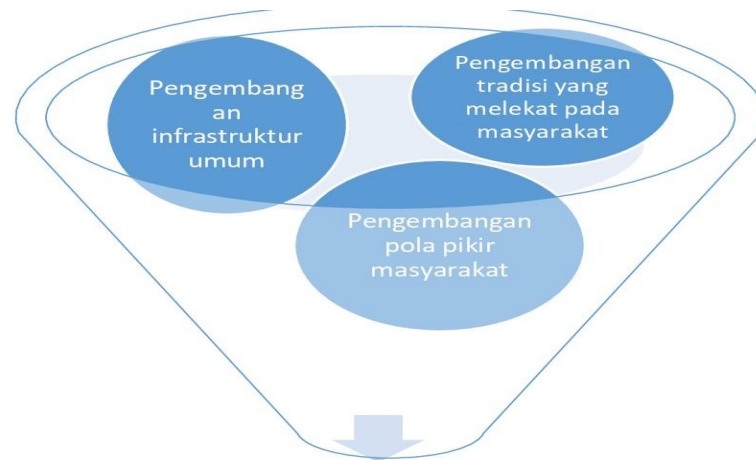 Pengembang
an
infrastruktur
umum
Pengembangan
tradisi yang
melekat pada
masyarakat
Pengembangan
pola pikir
masyarakat